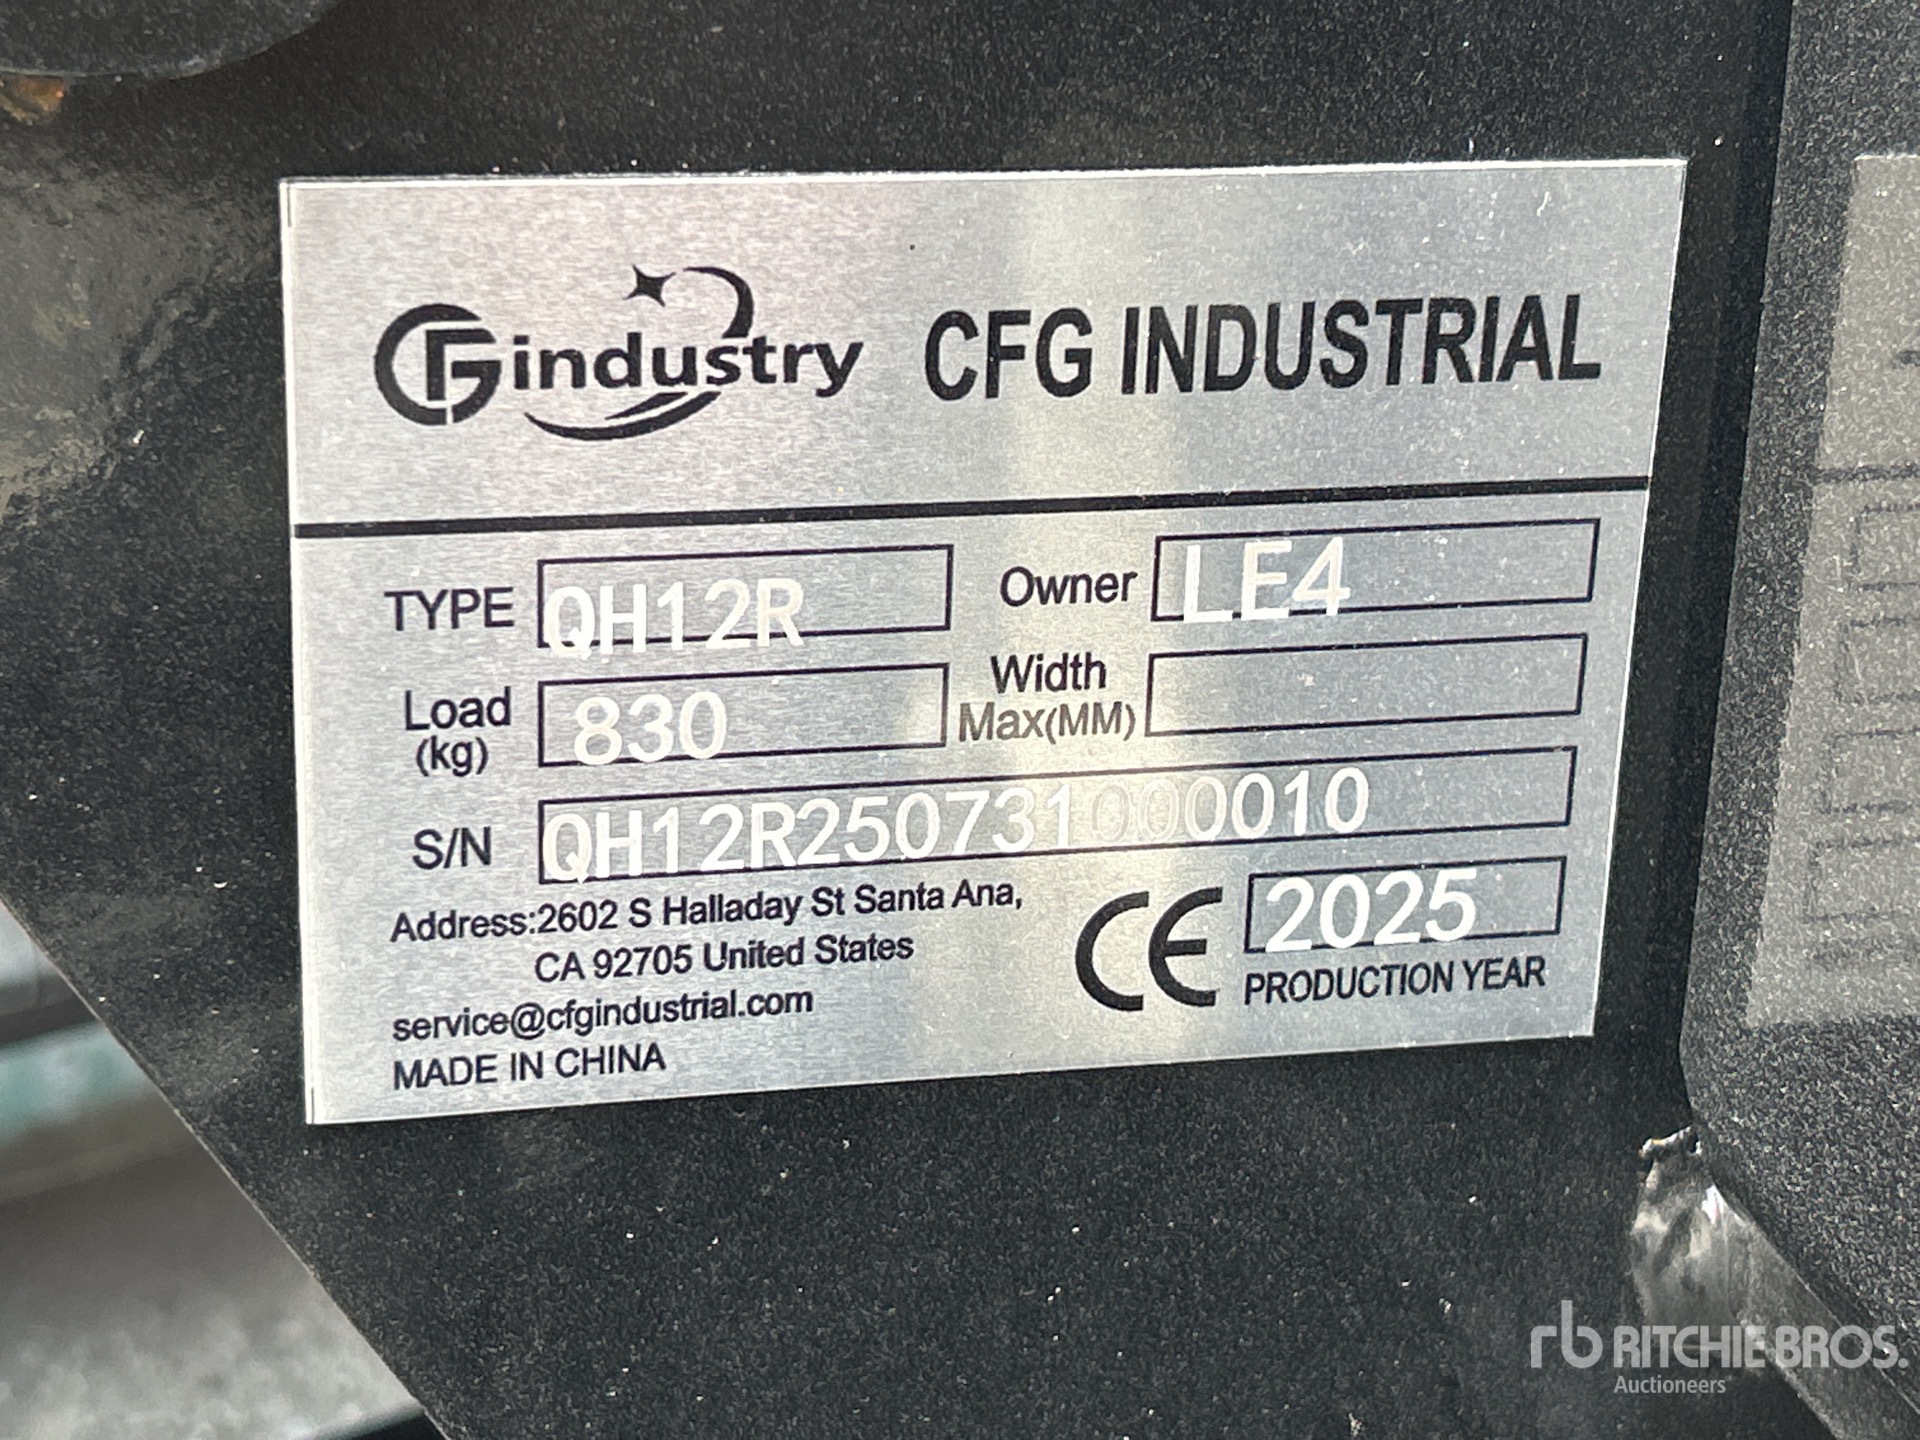 CFGindustry CFG INDUSTRIAL
TYPE QH12R Owner LE4
Load (kg) 830 Width Max(MM)
S/N QH12R250731000010
Address:2602 S Halladay St Santa Ana,
CA 92705 United States
service@cfgindustrial.com
MADE IN CHINA
CE 2025
PRODUCTION YEAR
rb RITCHIE BROS.
Auctioneers